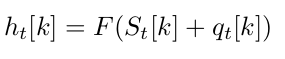 h_t[k] = F(S_t[k] + q_t[k])